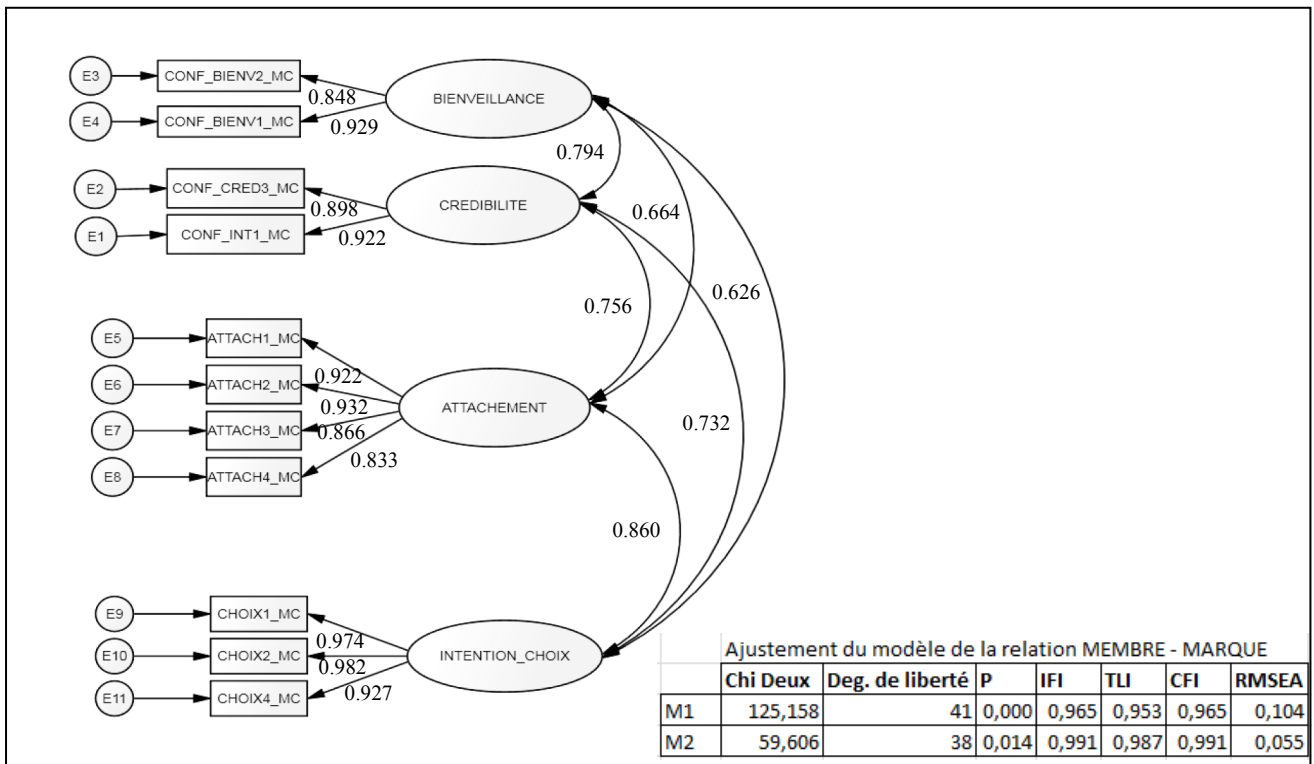 E3
CONF_BIENV2_MC
0.848
BIENVEILLANCE
E4
CONF_BIENV1_MC
0.929
0.794
E2
CONF_CRED3_MC
0.898
CREDIBILITE
E1
CONF_INT1_MC
0.922
0.664
0.626
0.756
E5
ATTACH1_MC
E6
ATTACH2_MC
0.922
0.932
E7
ATTACH3_MC
0.866
ATTACHEMENT
E8
ATTACH4_MC
0.833
0.732
0.860
E9
CHOIX1_MC
0.974
E10
CHOIX2_MC
0.982
INTENTION_CHOIX
E11
CHOIX4_MC
0.927
Ajustement du modèle de la relation MEMBRE - MARQUE
Chi Deux Deg. de liberté P IFI TLI CFI RMSEA
M1 125,158 41 0,000 0,965 0,953 0,965 0,104
M2 59,606 38 0,014 0,991 0,987 0,991 0,055